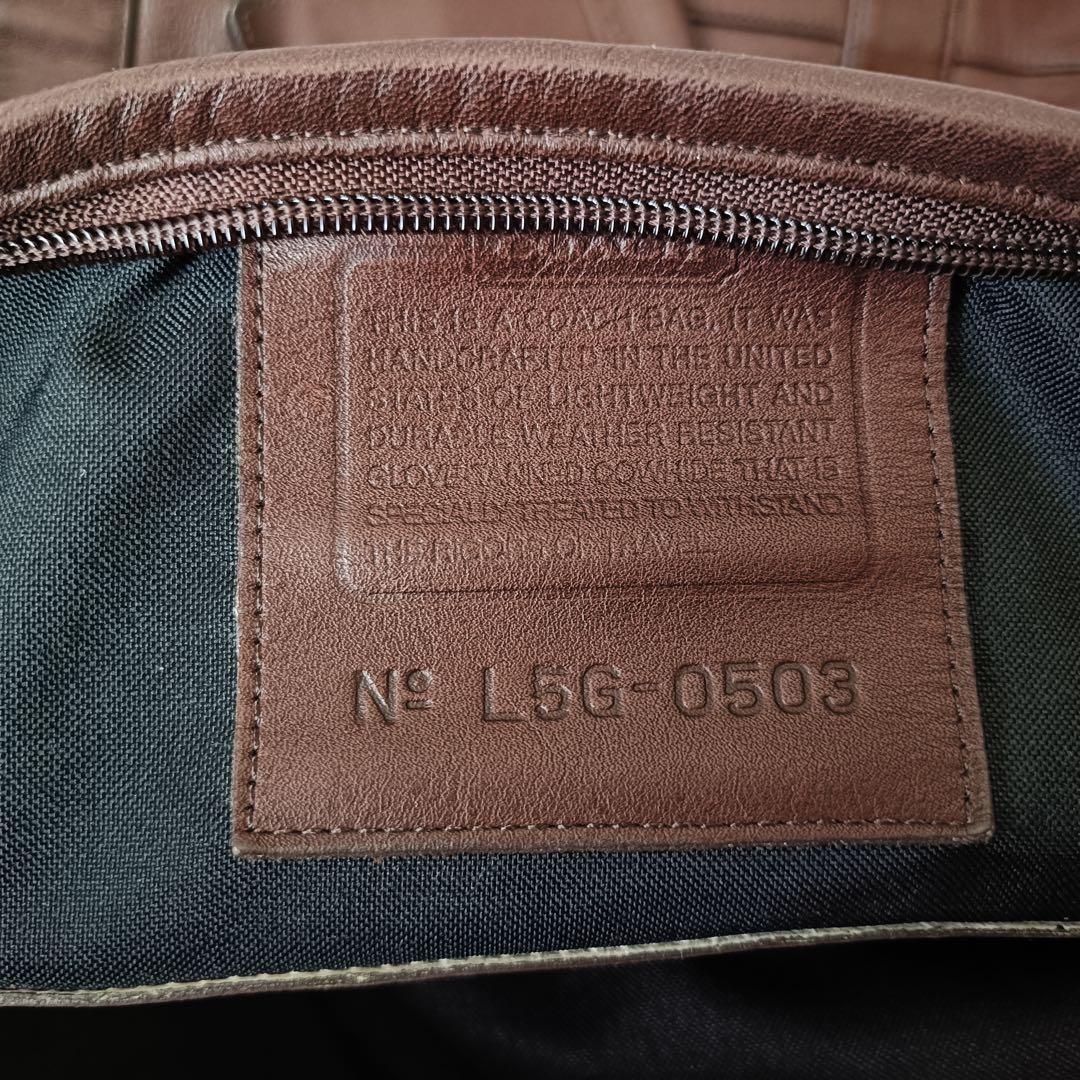 COACH
THIS IS A COACH BAG. IT WAS
HANDCRAFTED IN THE UNITED
STATES OF LIGHTWEIGHT AND
DURABLE WEATHER RESISTANT
GLOVE TANNED COWHIDE THAT IS
SPECIALLY TREATED TO WITHSTAND
THE RIGORS OF TRAVEL.
Nº L5G-0503